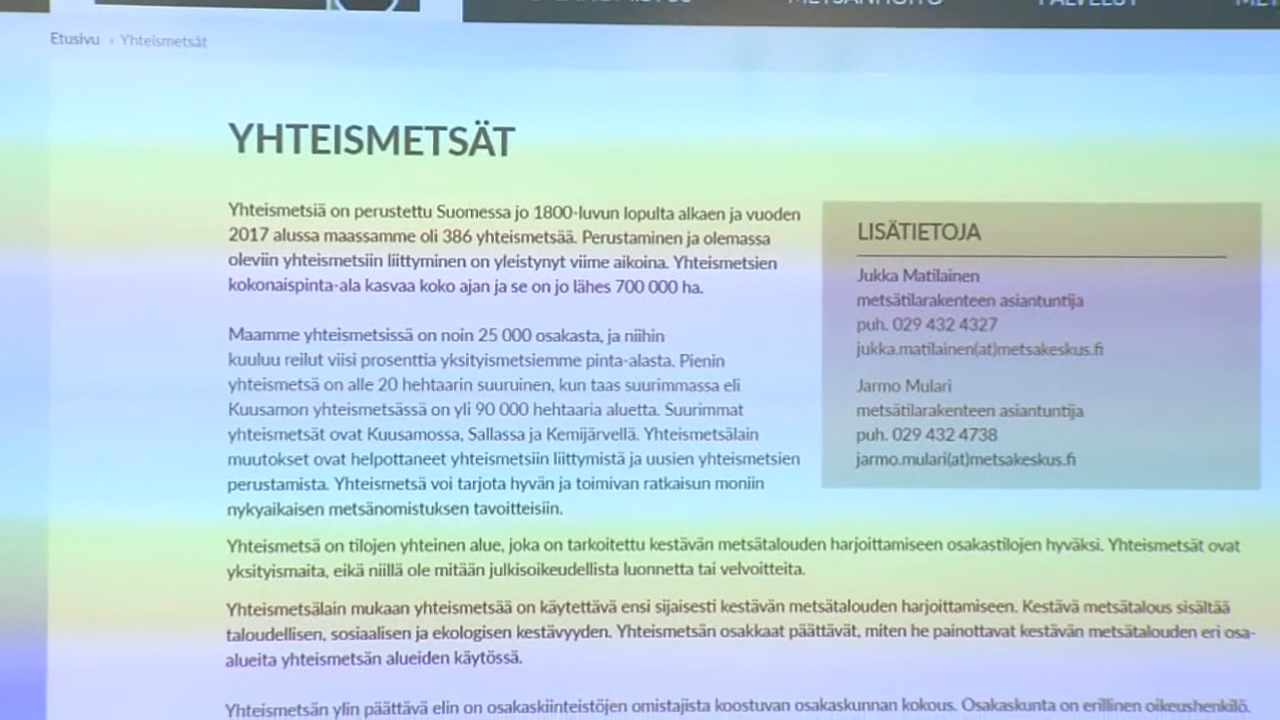 Etusivu › Yhteismetsät
YHTEISMETSÄT
Yhteismetsiä on perustettu Suomessa jo 1800-luvun lopulta alkaen ja vuoden
2017 alussa maassamme oli 386 yhteismetsää. Perustaminen ja olemassa
oleviin yhteismetsiin liittyminen on yleistynyt viime aikoina. Yhteismetsien
kokonaispinta-ala kasvaa koko ajan ja se on jo lähes 700 000 ha.
Maamme yhteismetsissä on noin 25 000 osakasta, ja niihin
kuuluu reilut viisi prosenttia yksityismetsiemme pinta-alasta. Pienin
yhteismetsä on alle 20 hehtaarin suuruinen, kun taas suurimmassa eli
Kuusamon yhteismetsässä on yli 90 000 hehtaaria aluetta. Suurimmat
yhteismetsät ovat Kuusamossa, Sallassa ja Kemijärvellä. Yhteismetsälain
muutokset ovat helpottaneet yhteismetsiin liittymistä ja uusien yhteismetsien
perustamista. Yhteismetsä voi tarjota hyvän ja toimivan ratkaisun moniin
nykyaikaisen metsänomistuksen tavoitteisiin.
LISÄTIETOJA
Jukka Matilainen
metsätilarakenteen asiantuntija
puh. 029 432 4327
jukka.matilainen(at)metsakeskus.fi
Jarmo Mulari
metsätilarakenteen asiantuntija
puh. 029 432 4738
jarmo.mulari(at)metsakeskus.fi
Yhteismetsä on tilojen yhteinen alue, joka on tarkoitettu kestävän metsätalouden harjoittamiseen osakastilojen hyväksi. Yhteismetsät ovat
yksityismaita, eikä niillä ole mitään julkisoikeudellista luonnetta tai velvoitteita.
Yhteismetsälain mukaan yhteismetsää on käytettävä ensi sijaisesti kestävän metsätalouden harjoittamiseen. Kestävä metsätalous sisältää
taloudellisen, sosiaalisen ja ekologisen kestävyyden. Yhteismetsän osakkaat päättävät, miten he painottavat kestävän metsätalouden eri osa-
alueita yhteismetsän alueiden käytössä.
Yhteismetsän ylin päättävä elin on osakaskiinteistöjen omistajista koostuvan osakaskunnan kokous. Osakaskunta on erillinen oikeushenkilö.